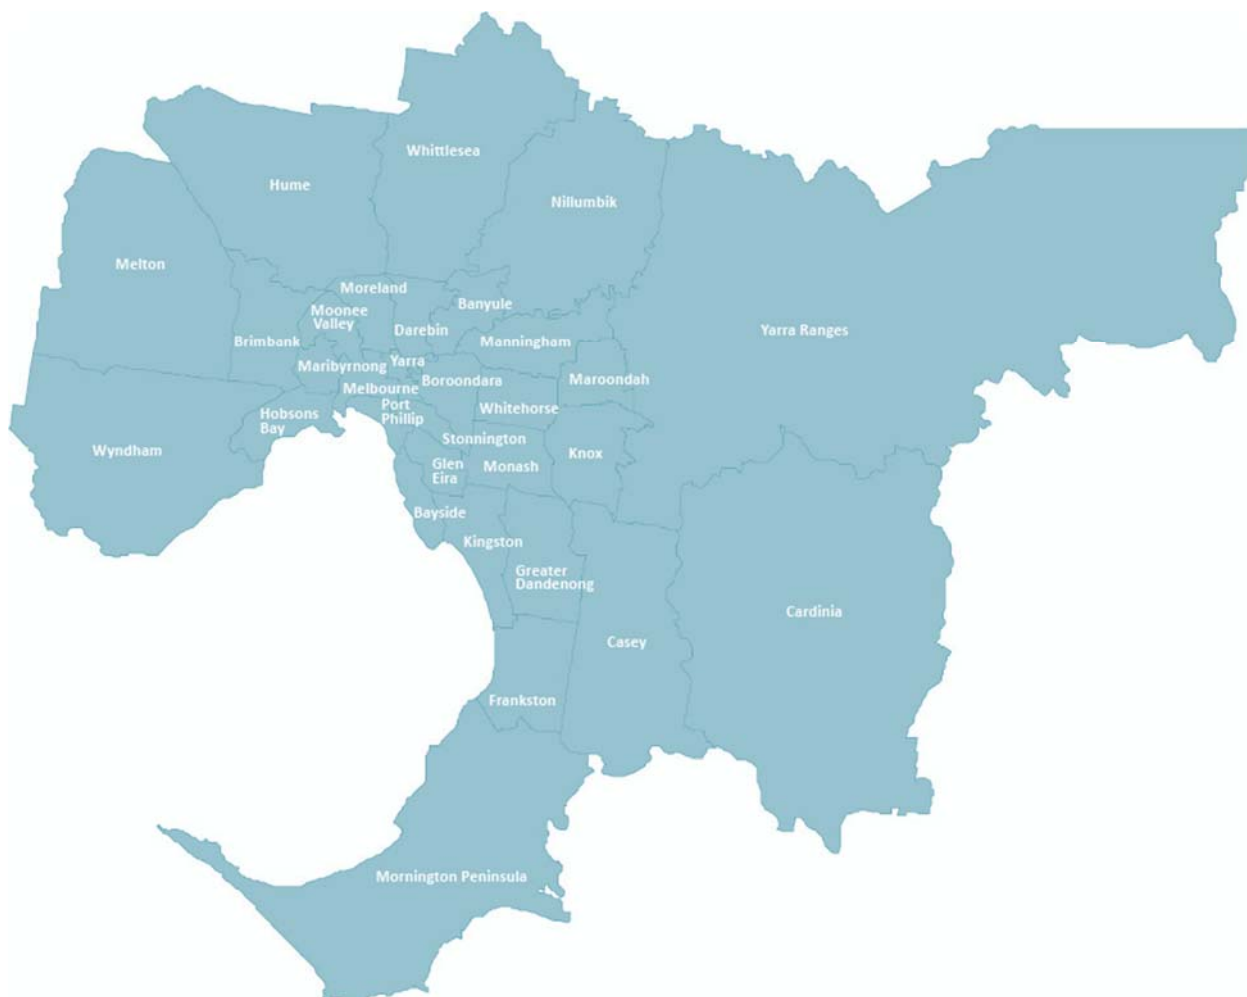 Whittlesea
Hume
Nillumbik
Melton
Moreland
Banyule
Moonee
Valley
Darebin
Yarra Ranges
Brimbank
Manningham
Yarra
Maribyrnong
Boroondara
Maroondah
Melbourne
Port
Phillip
Whitehorse
Hobsons
Bay
Stonnington
Wyndham
Knox
Glen
Eira
Monash
Bayside
Kingston
Greater
Dandenong
Cardinia
Casey
Frankston
Mornington Peninsula